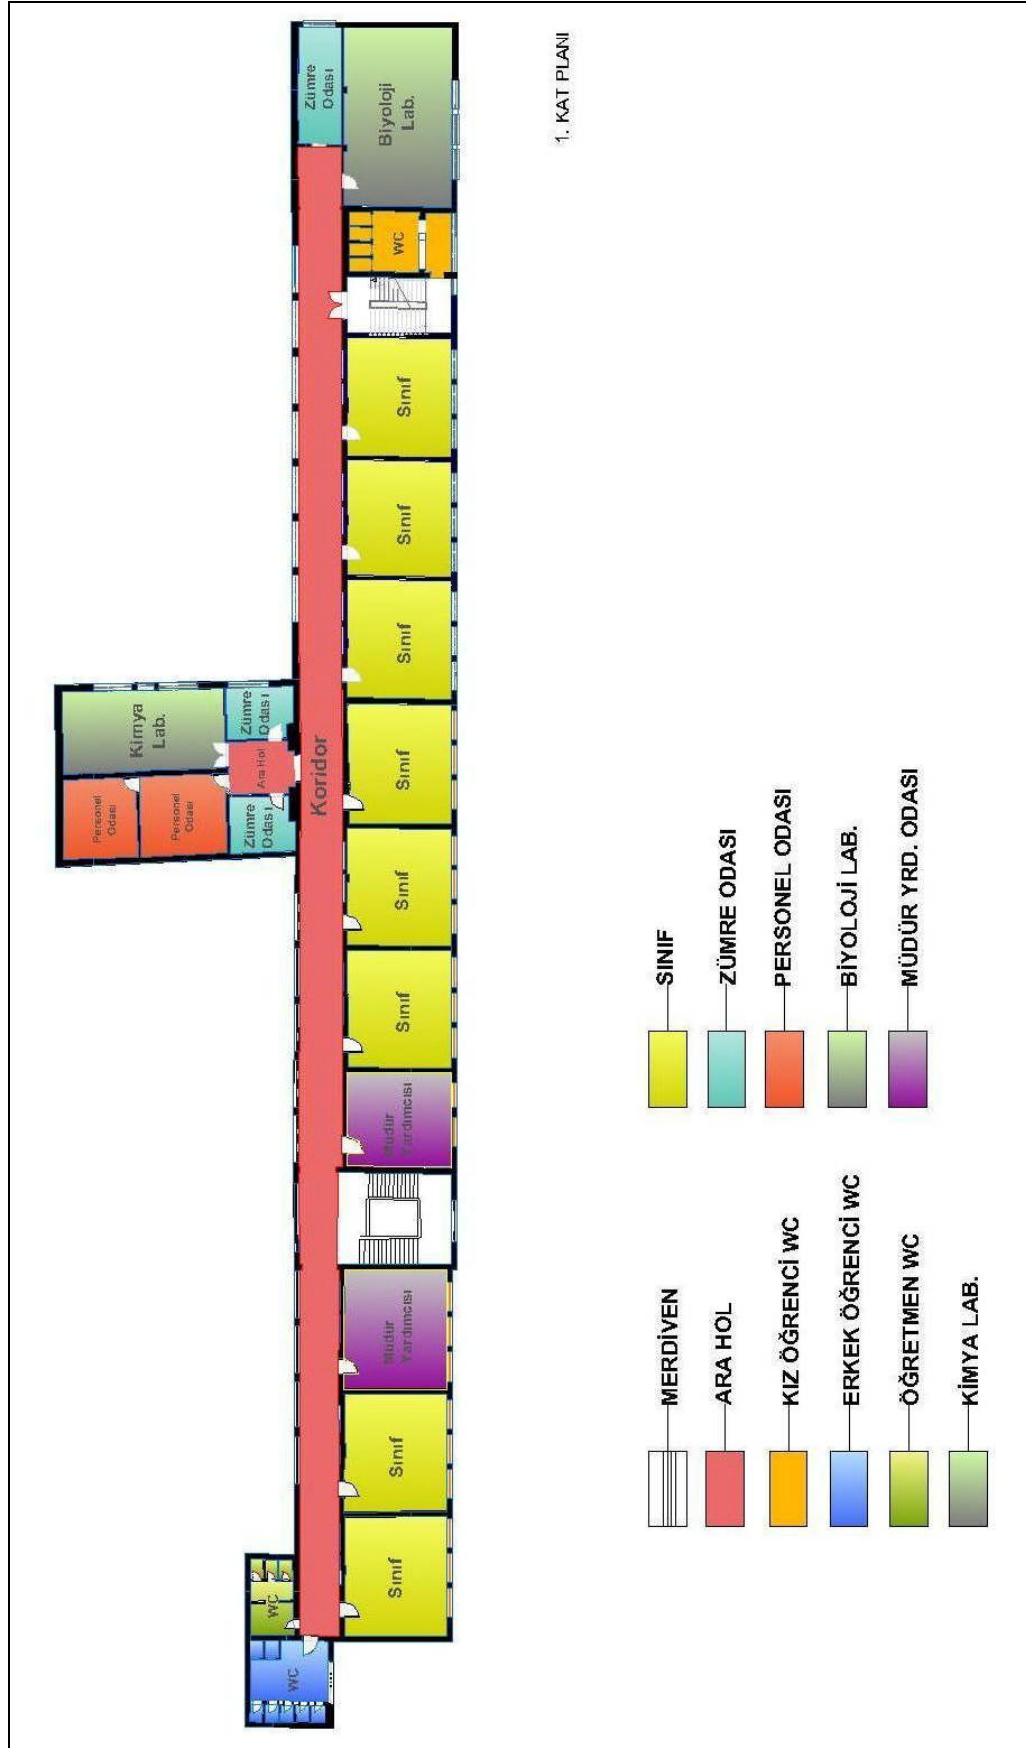 1. KAT PLANI
Zümre
Odası
Biyoloji
Lab.
WC
Sınıf
Sınıf
Sınıf
Sınıf
Sınıf
Sınıf
Müdür
Yardımcısı
Müdür
Yardımcısı
Sınıf
Sınıf
Koridor
Kimya
Lab.
Zümre
Odası
Ara Hol
Zümre
Odası
Personel
Odası
Personel
Odası
WC
WC
MERDİVEN
ARA HOL
KIZ ÖĞRENCİ WC
ERKEK ÖĞRENCİ WC
ÖĞRETMEN WC
KİMYA LAB.
SINIF
ZÜMRE ODASI
PERSONEL ODASI
BİYOLOJİ LAB.
MÜDÜR YRD. ODASI